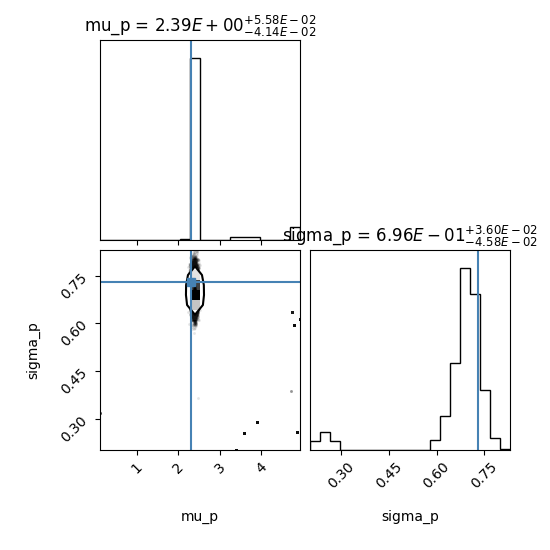 mu_p = 2.39E + 00+5.58E − 02 −4.14E − 02
sigma_p = 6.96E − 01+3.60E − 02 −4.58E − 02
0.75
0.60
0.45
0.30
sigma_p
1 2 3 4
0.30 0.45 0.60 0.75
mu_p sigma_p